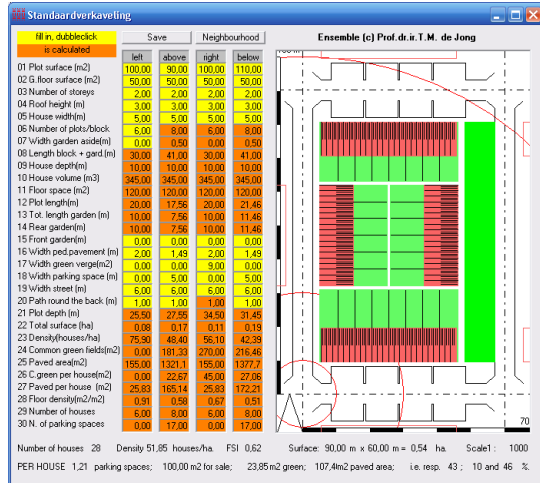 Standaardverkaveling
fill in, dubbleclick Save Neighbourhood Ensemble (c) Prof.dr.ir.T.M. de Jong
is calculated
left above right below
01 Plot surface (m2) 100,00 90,00 100,00 110,00
02 G.floor surface (m2) 50,00 50,00 50,00 50,00
03 Number of storeys 2,00 2,00 2,00 2,00
04 Roof height (m) 3,00 3,00 3,00 3,00
05 House width(m) 5,00 5,00 5,00 5,00
06 Number of plots/block 6,00 8,00 6,00 8,00
07 Width garden aside(m) 0,00 0,50 0,00 0,50
08 Length block + gard.(m) 30,00 41,00 30,00 41,00
09 House depth(m) 10,00 10,00 10,00 10,00
10 House volume (m3) 345,00 345,00 345,00 345,00
11 Floor space (m2) 120,00 120,00 120,00 120,00
12 Plot length(m) 20,00 17,56 20,00 21,46
13 Tot. length garden (m) 10,00 7,56 10,00 11,46
14 Rear garden(m) 10,00 7,56 10,00 11,46
15 Front garden(m) 0,00 0,00 0,00 0,00
16 Width ped.pavement (m) 2,00 1,49 2,00 1,49
17 Width green verge(m2) 0,00 0,00 9,00 0,00
18 Width parking space (m) 0,00 5,00 0,00 5,00
19 Width street (m) 6,00 6,00 6,00 6,00
20 Path round the back (m) 1,00 1,00 1,00 1,00
21 Plot depth (m) 25,50 27,55 34,50 31,45
22 Total surface (ha) 0,08 0,17 0,11 0,19
23 Density(houses/ha) 75,90 48,40 56,10 42,39
24 Common green fields(m2) 0,00 181,33 270,00 216,46
25 Paved area(m2) 155,00 1321,1 155,00 1377,7
26 C.green per house(m2) 0,00 22,67 45,00 27,06
27 Paved per house (m2) 25,83 165,14 25,83 172,21
28 Floor density(m2/m2) 0,91 0,58 0,67 0,51
29 Number of houses 6,00 8,00 6,00 8,00
30 N. of parking spaces 0,00 17,00 0,00 17,00
70
Number of houses 28 Density 51,85 houses/ha. FSI 0,62 Surface: 90,00 m x 60,00 m = 0,54 ha. Scale1 : 1000
PER HOUSE 1,21 parking spaces; 100,00 m2 for sale; 23,85 m2 green; 107,4m2 paved area; i.e. resp. 43 ; 10 and 46 %.